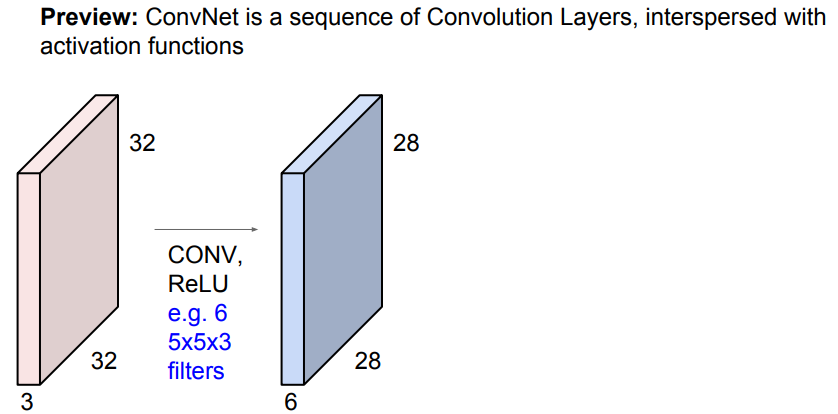 Preview: ConvNet is a sequence of Convolution Layers, interspersed with
activation functions
32
28
CONV,
ReLU
e.g. 6
5x5x3
filters
32
28
3
6